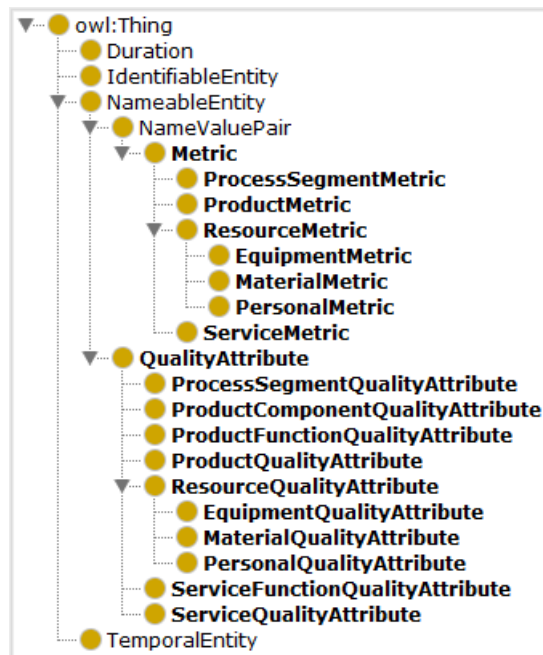 owl:Thing
Duration
IdentifiableEntity
NameableEntity
NameValuePair
Metric
ProcessSegmentMetric
ProductMetric
ResourceMetric
EquipmentMetric
MaterialMetric
PersonalMetric
ServiceMetric
QualityAttribute
ProcessSegmentQualityAttribute
ProductComponentQualityAttribute
ProductFunctionQualityAttribute
ProductQualityAttribute
ResourceQualityAttribute
EquipmentQualityAttribute
MaterialQualityAttribute
PersonalQualityAttribute
ServiceFunctionQualityAttribute
ServiceQualityAttribute
TemporalEntity